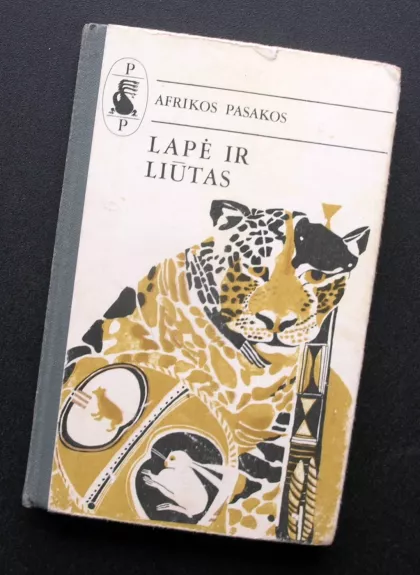 P
P
AFRIKOS PASAKOS
LAPĖ IR
LIŪTAS